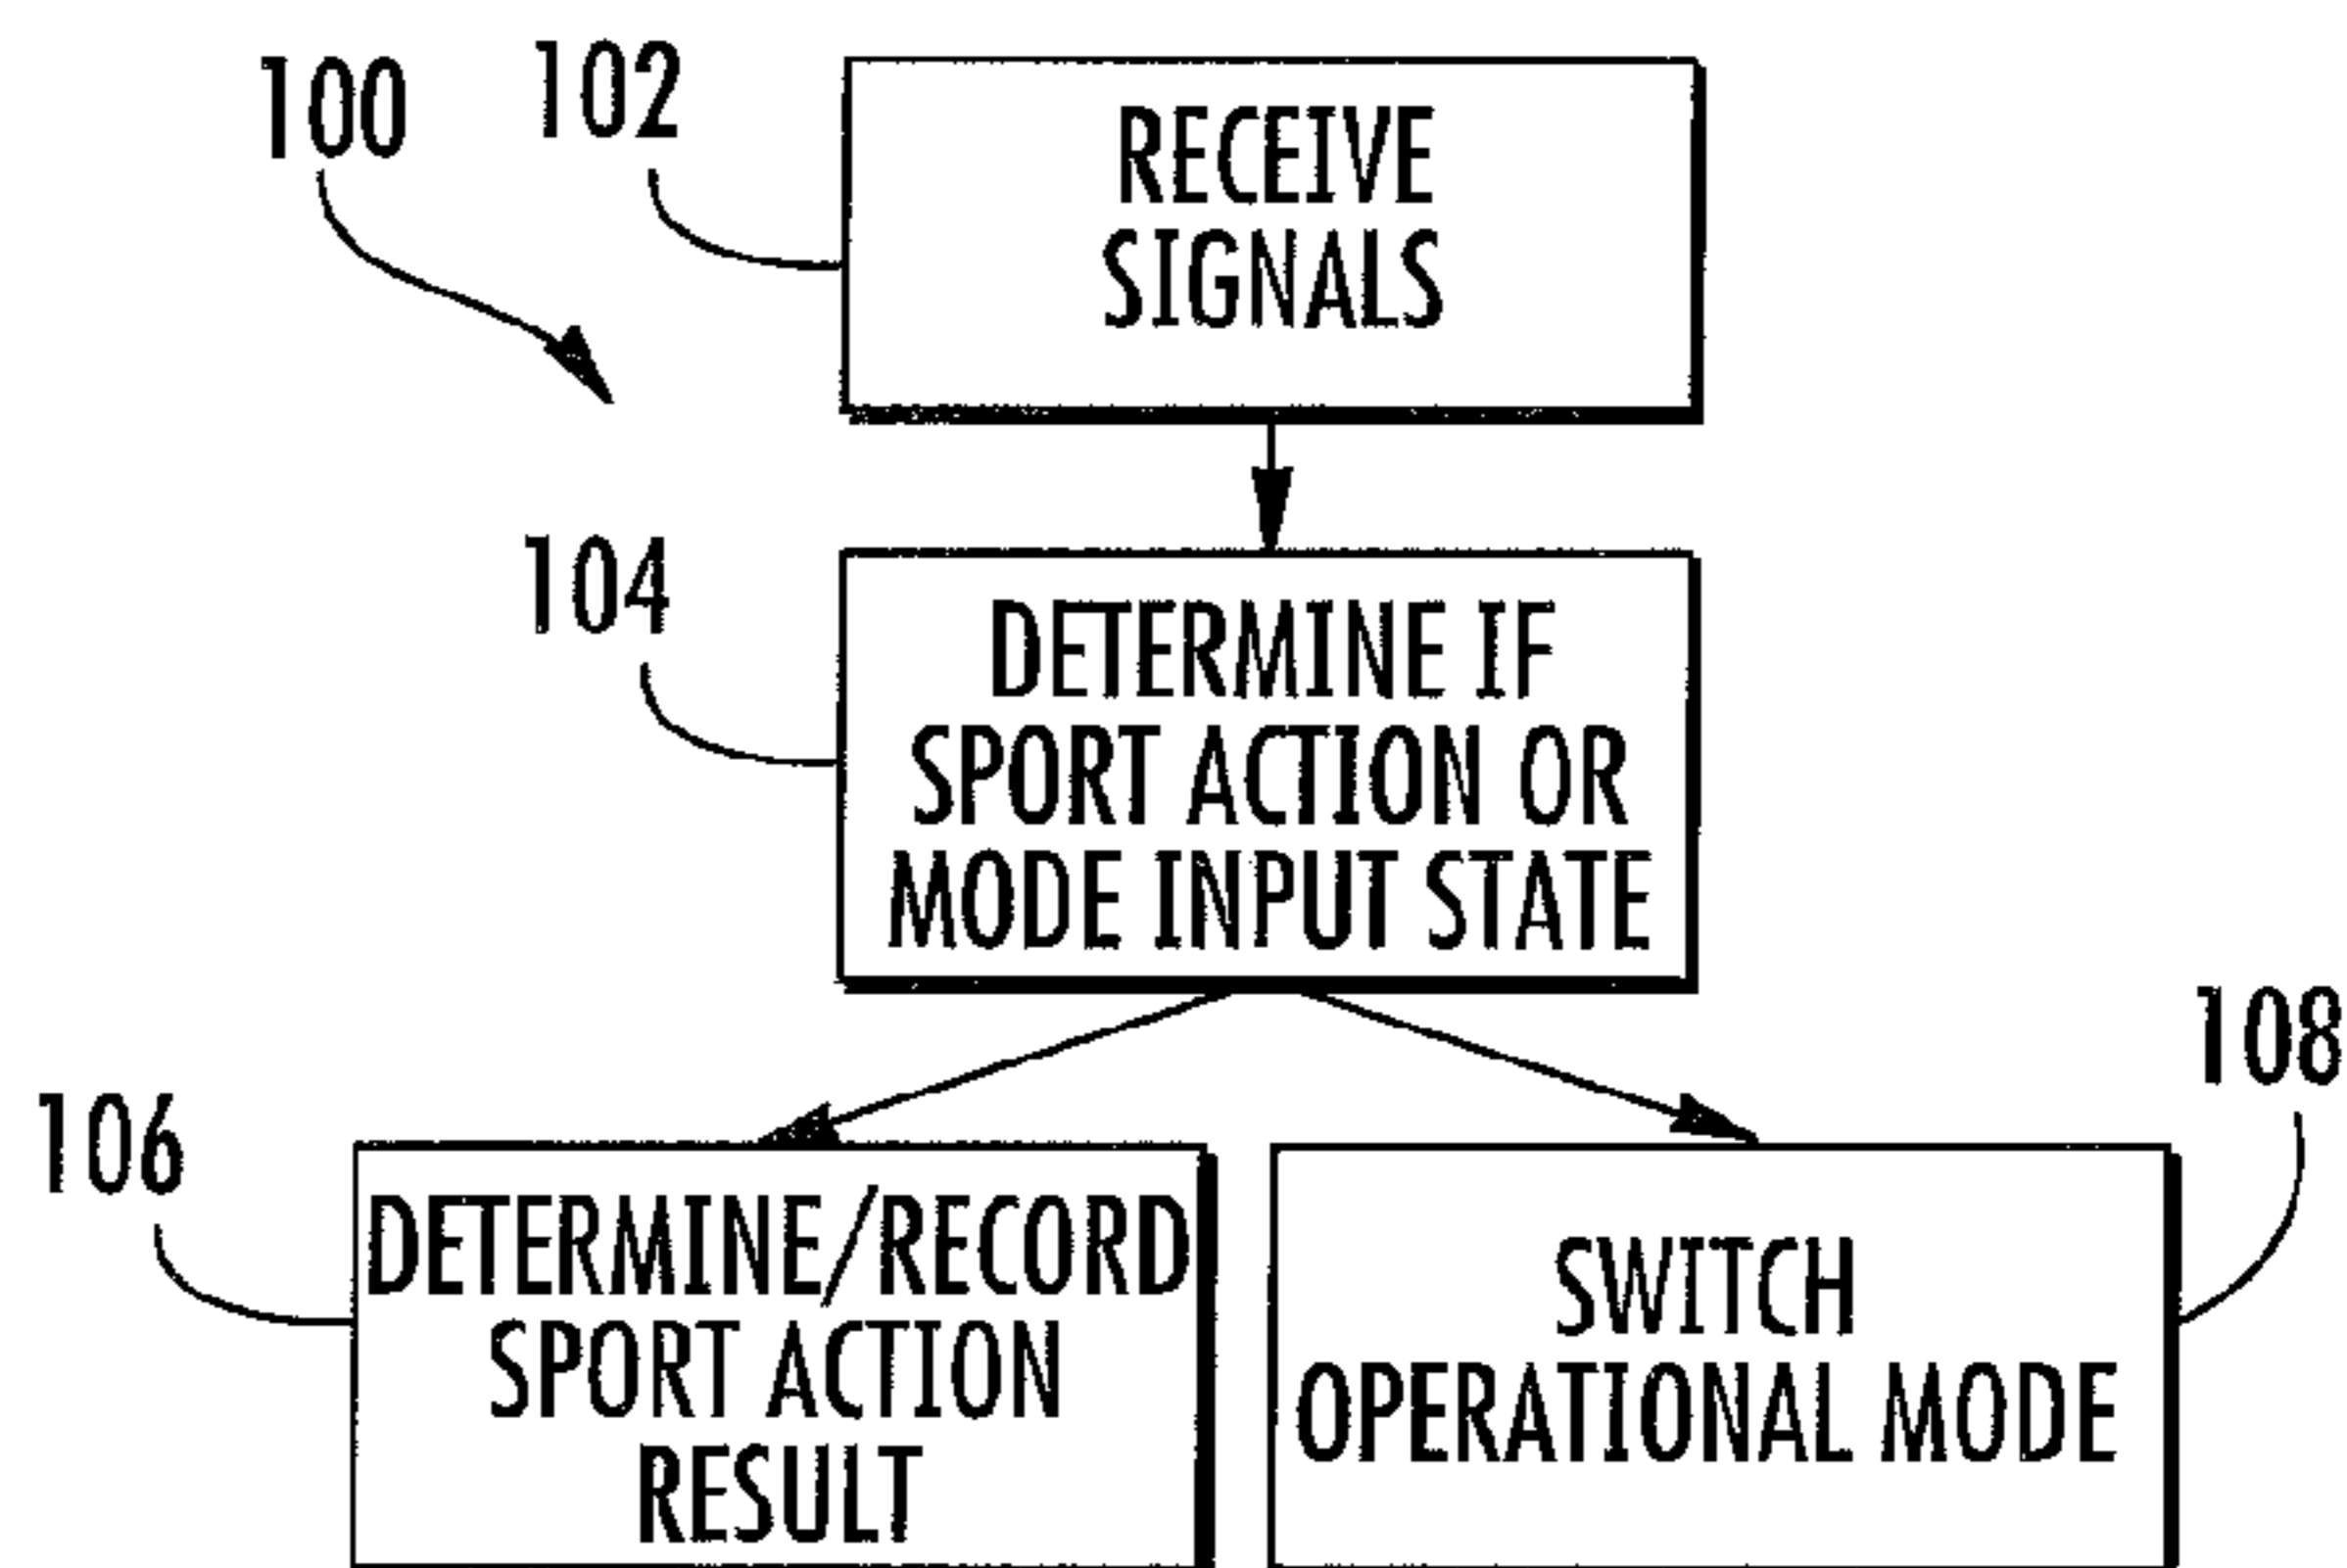 100
102
RECEIVE
SIGNALS
104
DETERMINE IF
SPORT ACTION OR
MODE INPUT STATE
106
DETERMINE/RECORD
SPORT ACTION
RESULT
108
SWITCH
OPERATIONAL MODE